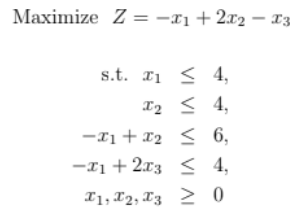 Maximize Z = −x₁ + 2x₂ − x₃
s.t. x₁ ≤ 4,
x₂ ≤ 4,
−x₁ + x₂ ≤ 6,
−x₁ + 2x₃ ≤ 4,
x₁, x₂, x₃ ≥ 0